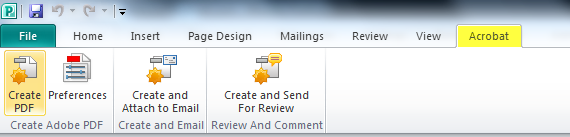 P
File Home Insert Page Design Mailings Review View Acrobat
Create PDF Preferences Create and Attach to Email Create and Send For Review
Create Adobe PDF Create and Email Review And Comment